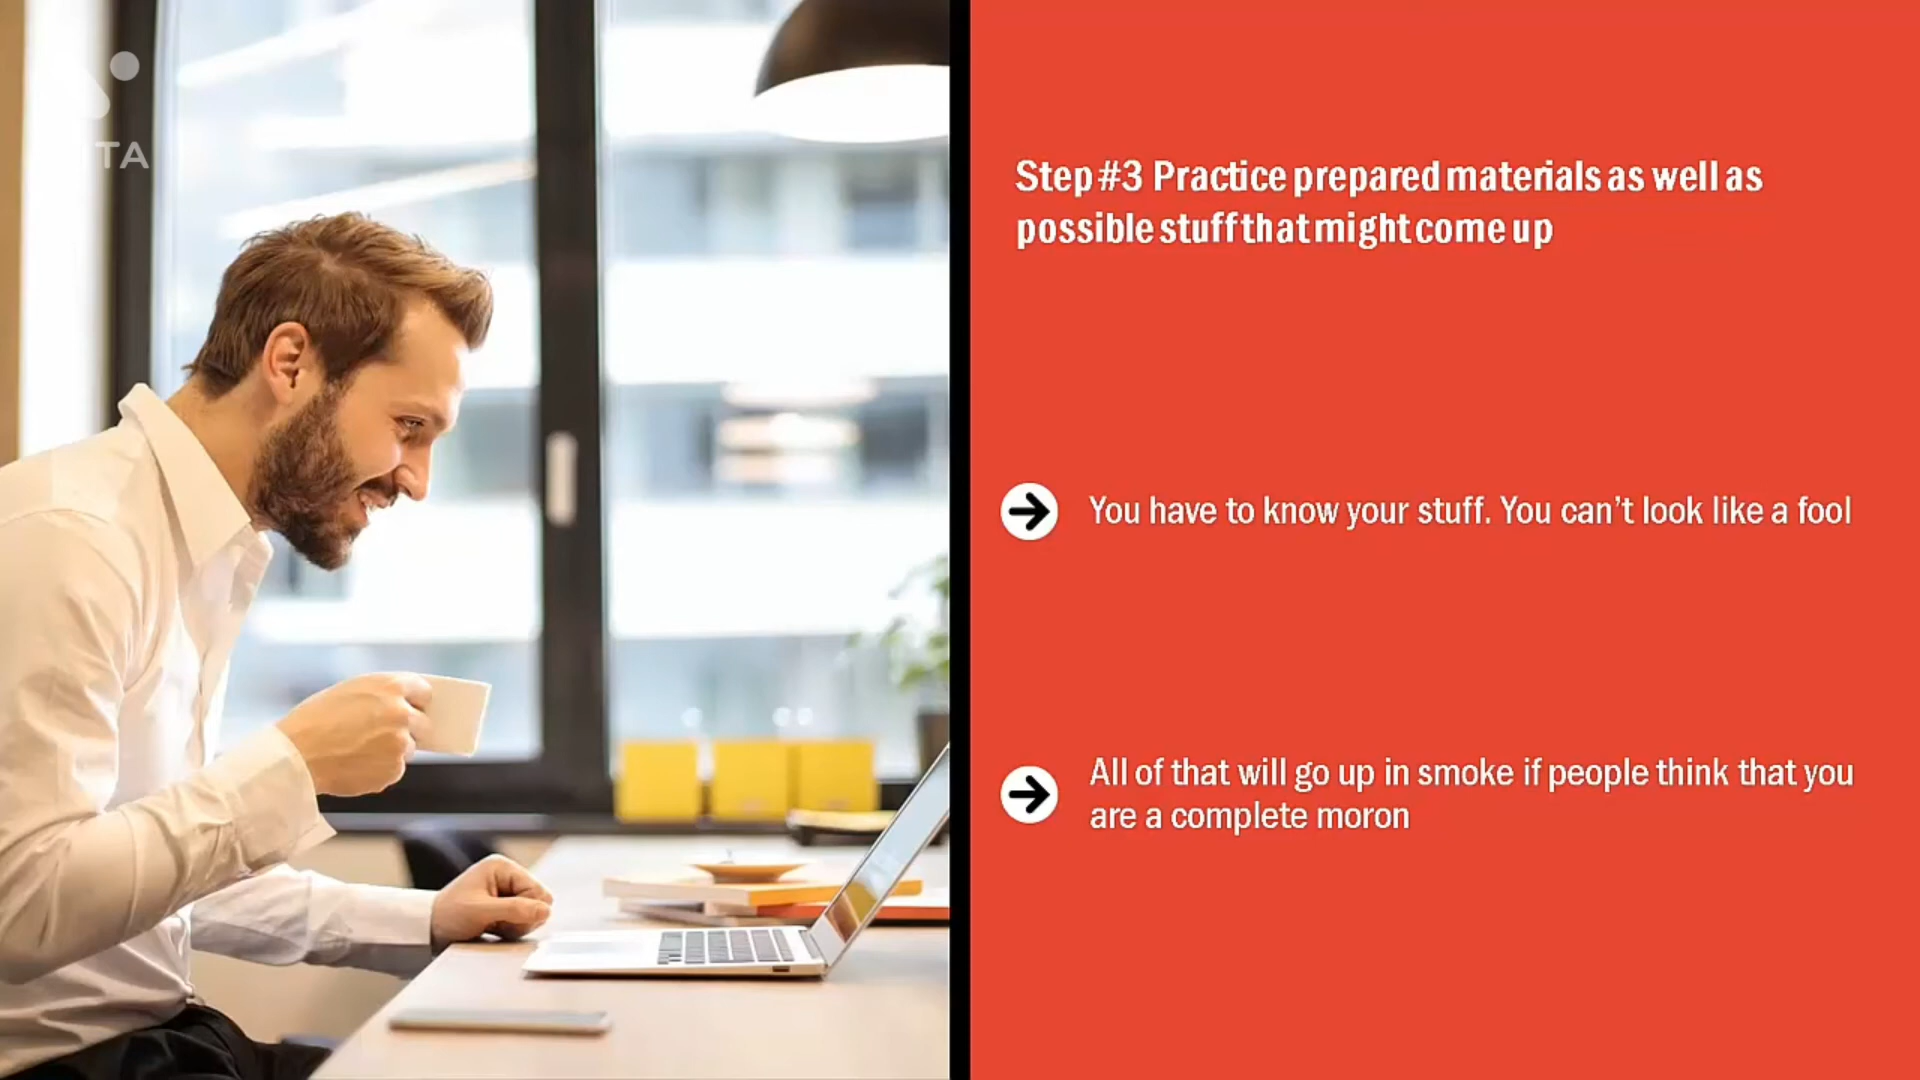 TA
Step #3 Practice prepared materials as well as
possible stuff that might come up
You have to know your stuff. You can’t look like a fool
All of that will go up in smoke if people think that you
are a complete moron